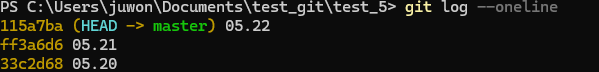 PS C:\Users\juwon\Documents\test_git\test_5> git log --oneline
115a7ba (HEAD -> master) 05.22
ff3a6d6 05.21
33c2d68 05.20